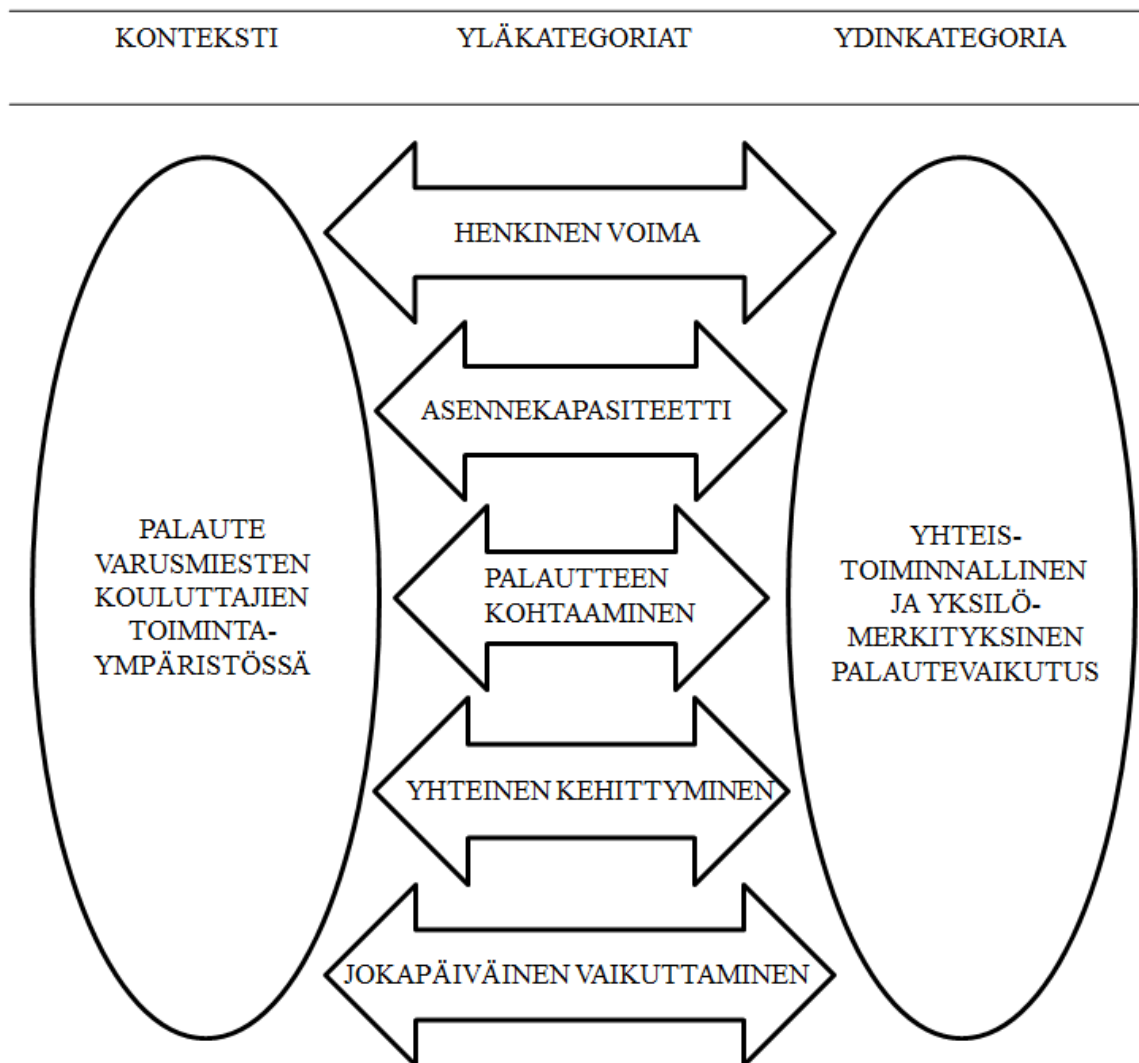 KONTEKSTI
YLÄKATEGORIAT
YDINKATEGORIA
PALAUTE
VARUSMIESTEN
KOULUTTAJIEN
TOIMINTA-
YMPÄRISTÖSSÄ
HENKINEN VOIMA
ASENNEKAPASITEETTI
PALAUTTEEN
KOHTAAMINEN
YHTEINEN KEHITTYMINEN
JOKAPÄIVÄINEN VAIKUTTAMINEN
YHTEIS-
TOIMINNALLINEN
JA YKSILÖ-
MERKITYKSINEN
PALAUTEVAIKUTUS